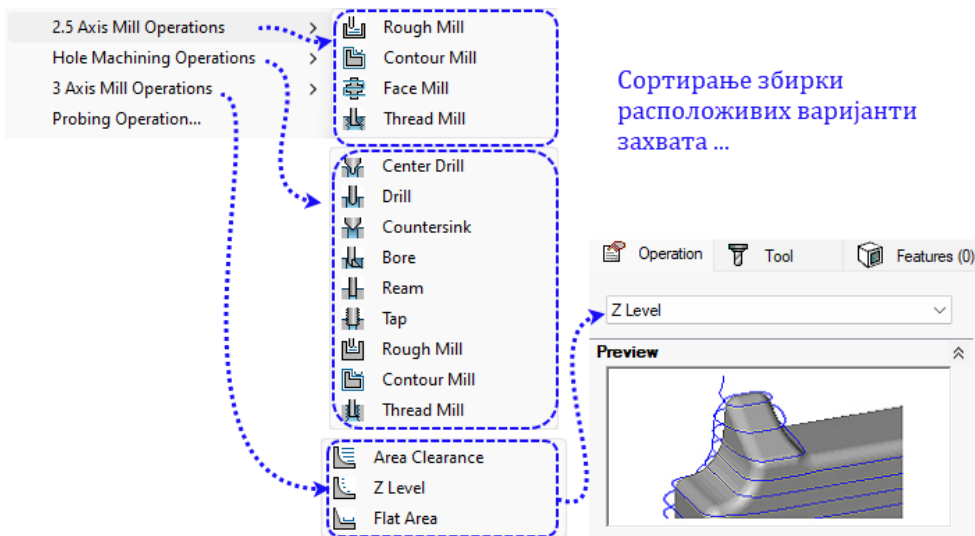 2.5 Axis Mill Operations
Hole Machining Operations
3 Axis Mill Operations
Probing Operation...
Rough Mill
Contour Mill
Face Mill
Thread Mill
Center Drill
Drill
Countersink
Bore
Ream
Tap
Rough Mill
Contour Mill
Thread Mill
Area Clearance
Z Level
Flat Area
Сортирање збирки
расположивих варијанти
захвата ...
Operation Tool Features (0)
Z Level
Preview